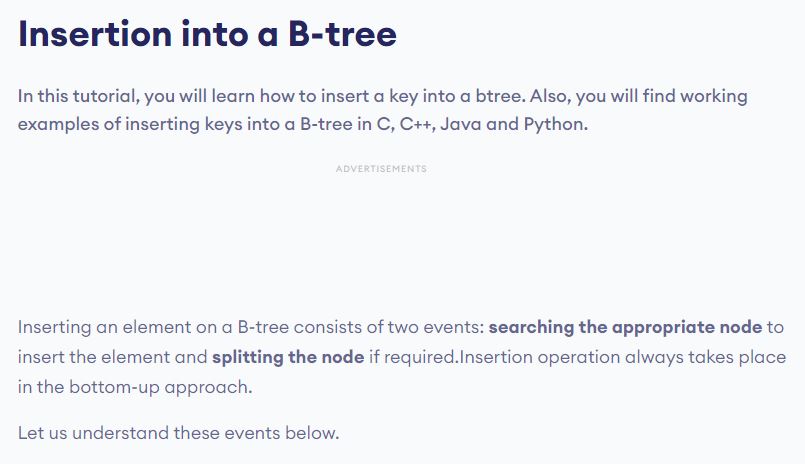 Insertion into a B-tree
In this tutorial, you will learn how to insert a key into a btree. Also, you will find working
examples of inserting keys into a B-tree in C, C++, Java and Python.
ADVERTISEMENTS
Inserting an element on a B-tree consists of two events: searching the appropriate node to
insert the element and splitting the node if required.Insertion operation always takes place
in the bottom-up approach.
Let us understand these events below.